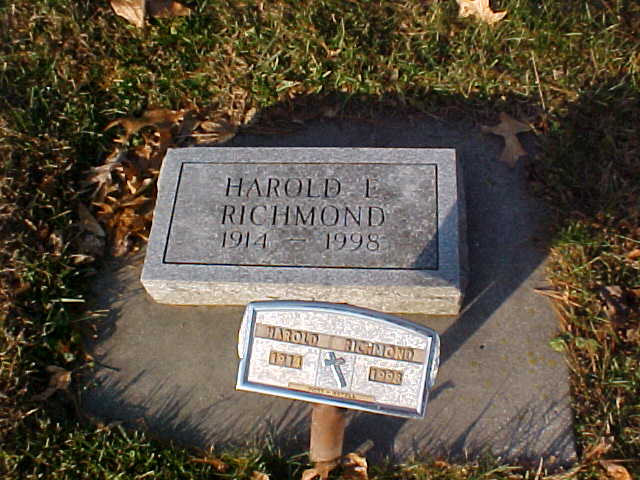 HAROLD E
RICHMOND
1914 – 1998
HAROLD RICHMOND
1914 1998